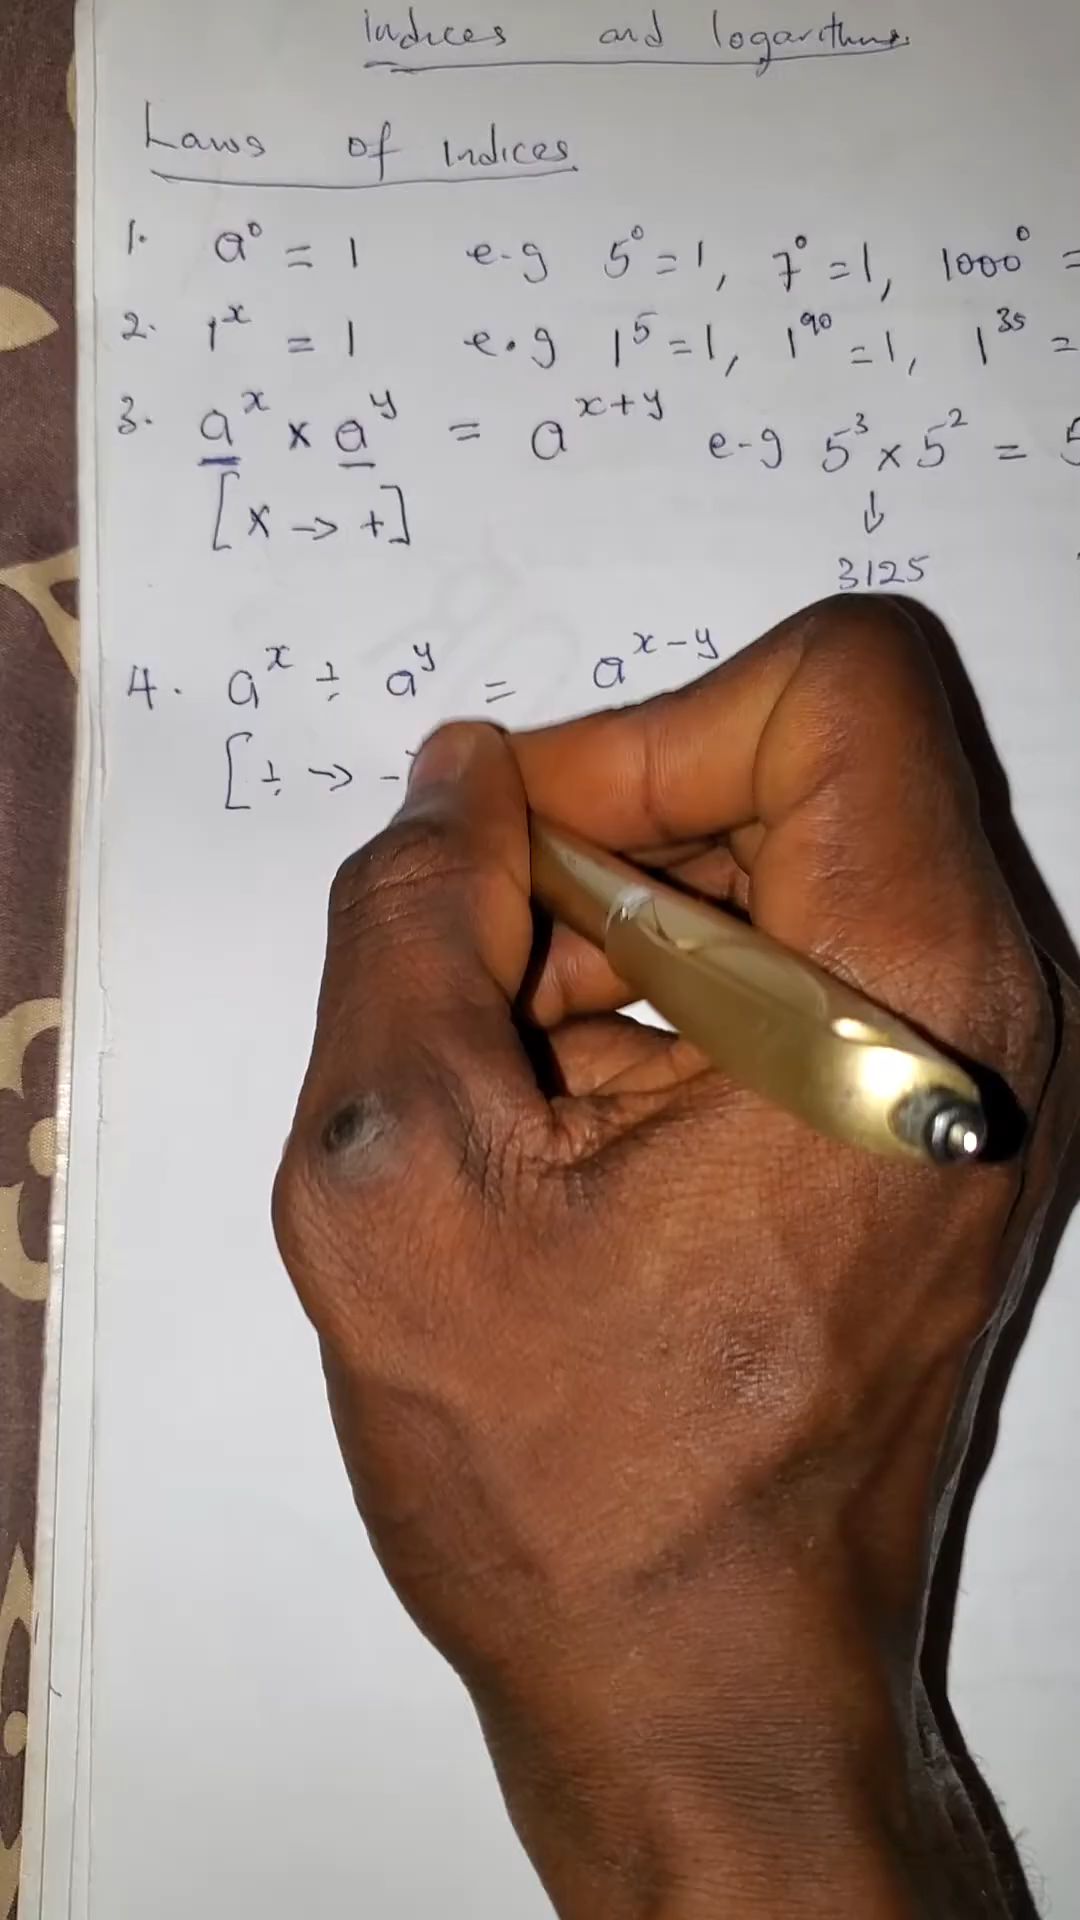 Indices and logarithms
Laws of Indices
1. a⁰ = 1 e-g 5⁰ = 1, 7⁰ = 1, 1000⁰ =
2. 1ˣ = 1 e.g 1⁵ = 1, 1⁹⁰ = 1, 1³⁵ =
3. aˣ × aʸ = aˣ⁺ʸ e-g 5³ × 5² = 5
[× → +] ↓
3125
4. aˣ ÷ aʸ = aˣ⁻ʸ
[÷ → -